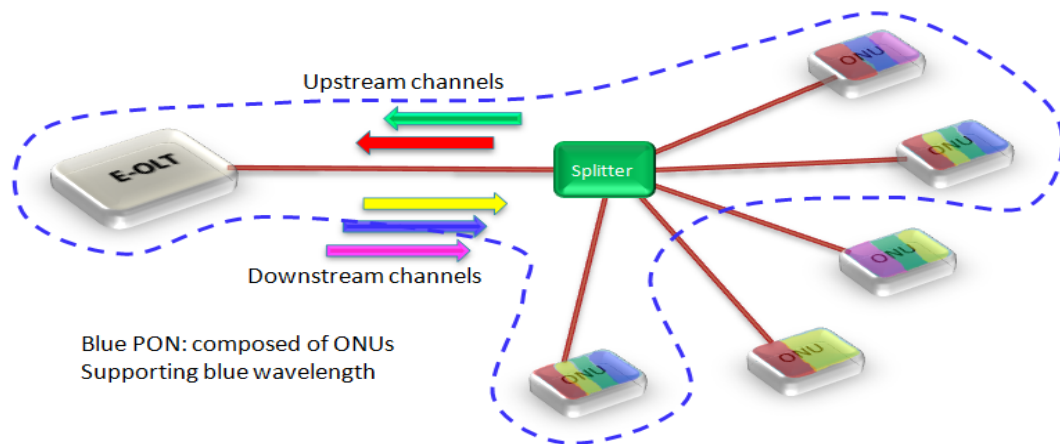 ONU
Upstream channels
ONU
E-OLT
Splitter
ONU
Downstream channels
Blue PON: composed of ONUs
Supporting blue wavelength
ONU
ONU